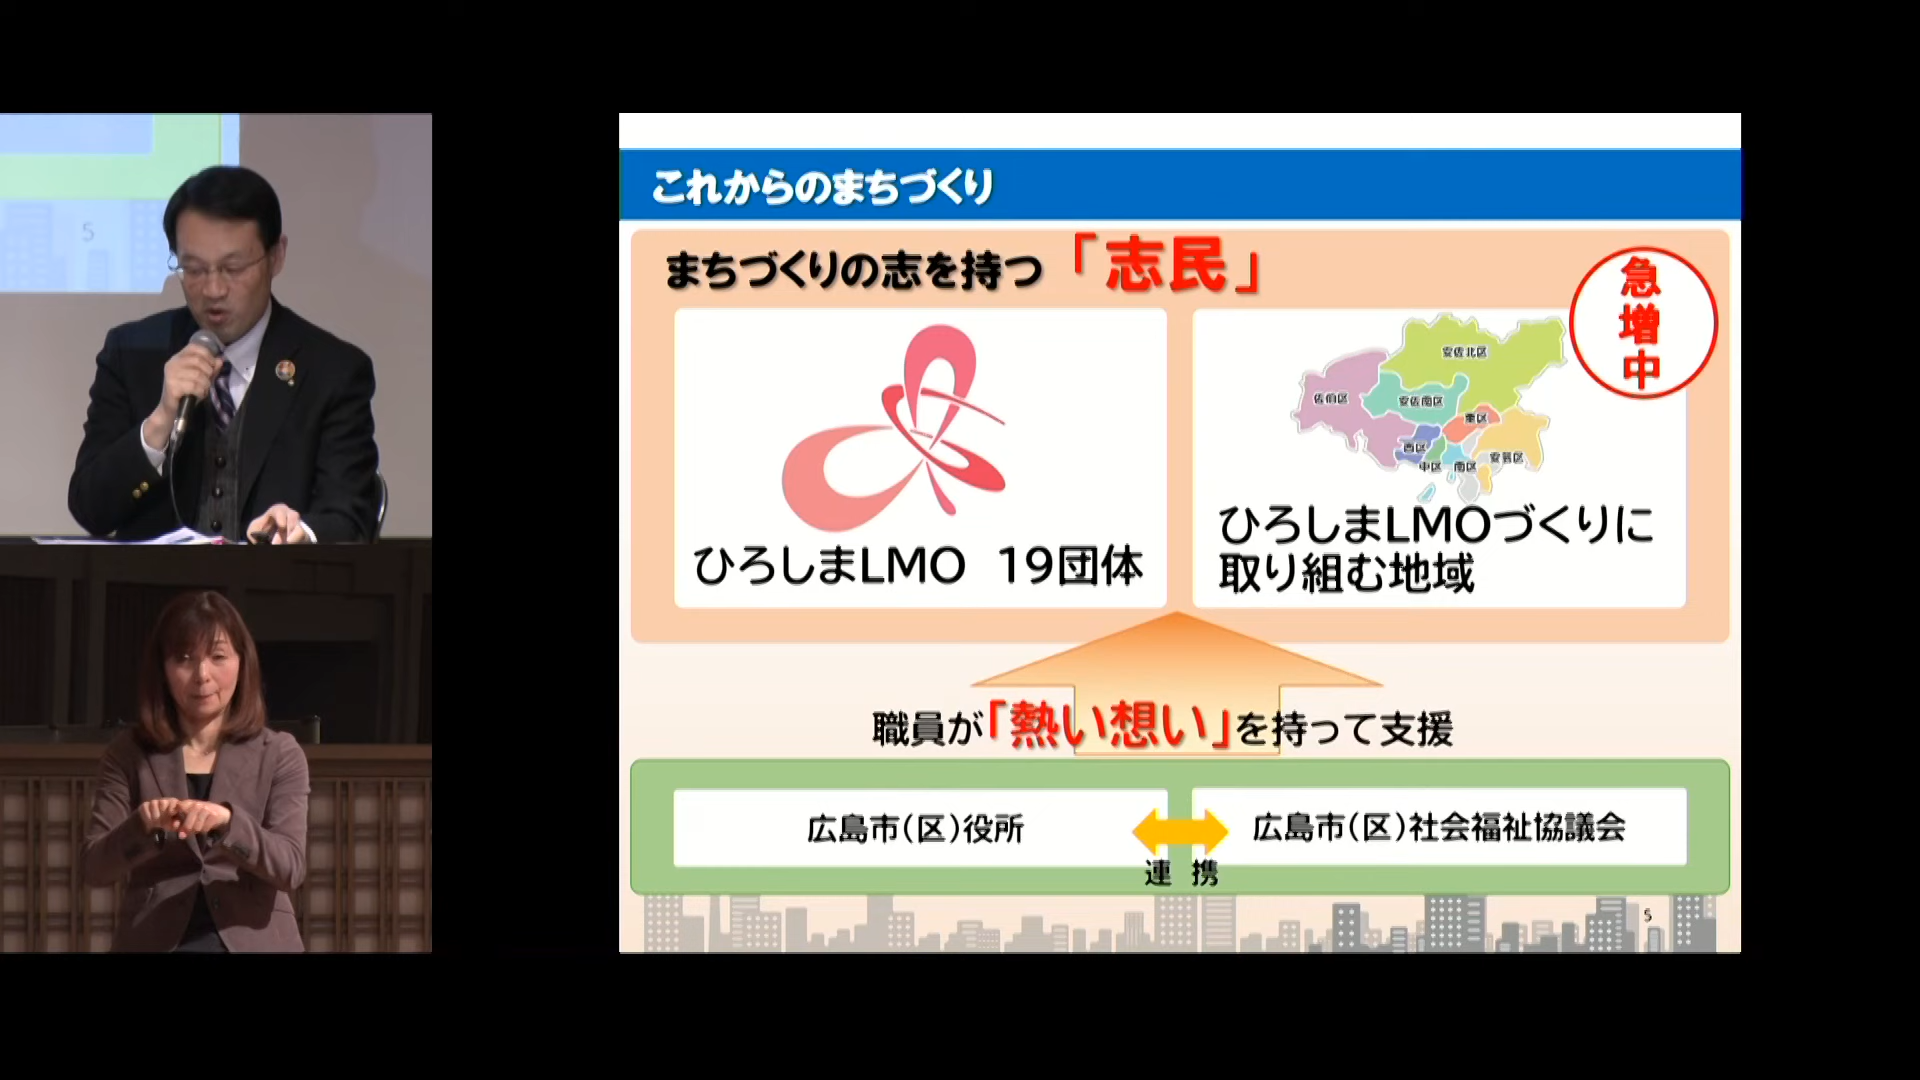 5
これからのまちづくり
まちづくりの志を持つ「志民」
急増中
安佐北区
佐伯区
安佐南区
東区
西区
安芸区
中区
南区
ひろしまLMO 19団体
ひろしまLMOづくりに
取り組む地域
職員が「熱い想い」を持って支援
広島市(区)役所
広島市(区)社会福祉協議会
連 携
5